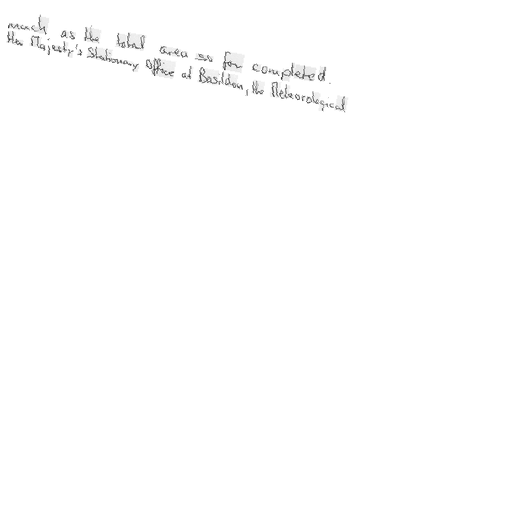 much as the total area so far completed.
Her Majesty's Stationary Office at Basildon, the Meteorological